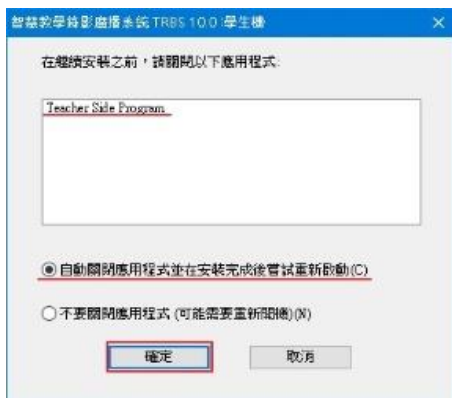 智慧教學錄影廣播系統 TRBS 10.0 學生機
在繼續安裝之前，請關閉以下應用程式:
Teacher Side Program
自動關閉應用程式並在安裝完成後嘗試重新啟動(C)
不要關閉應用程式 (可能需要重新開機)(N)
確定
取消